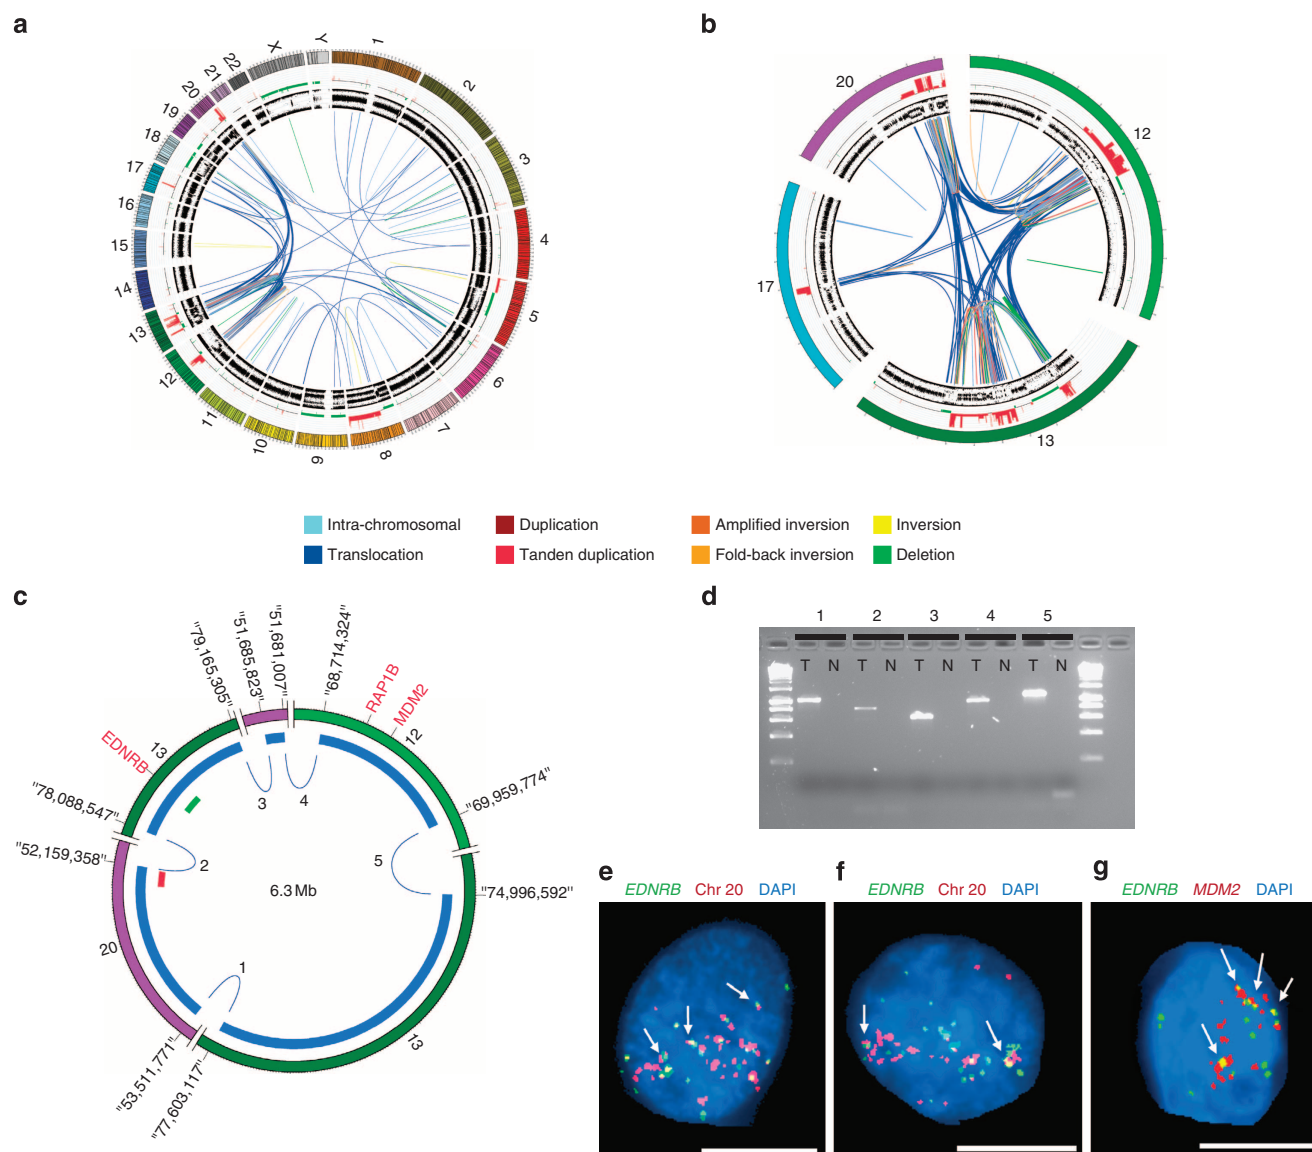 a
1
2
3
4
5
6
7
8
9
10
11
12
13
14
15
16
17
18
19
20
21
22
X
Y
b
12
13
17
20
Intra-chromosomal
Duplication
Amplified inversion
Inversion
Translocation
Tanden duplication
Fold-back inversion
Deletion
c
"79,165,305"
"51,685,823"
"51,681,007"
"68,714,324"
RAP1B
MDM2
12
"69,959,774"
"74,996,592"
13
"77,603,117"
"53,511,771"
20
"52,159,358"
"78,088,547"
EDNRB
13
1
2
3
4
5
6.3 Mb
d
1 2 3 4 5
T N T N T N T N T N
e
EDNRB Chr 20 DAPI
f
EDNRB Chr 20 DAPI
g
EDNRB MDM2 DAPI